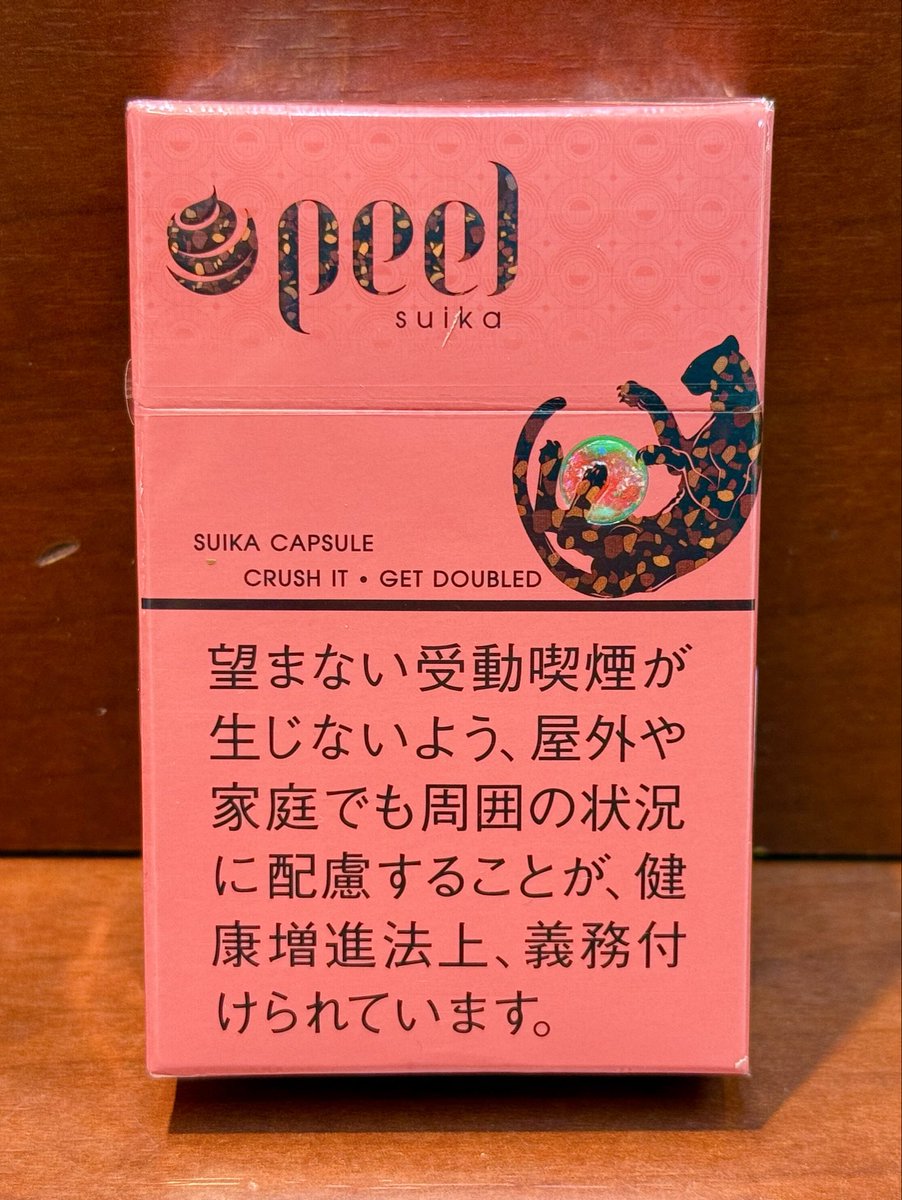 peel
suika
SUIKA CAPSULE
CRUSH IT • GET DOUBLED
望まない受動喫煙が
生じないよう、屋外や
家庭でも周囲の状況
に配慮することが、健
康増進法上、義務付
けられています。